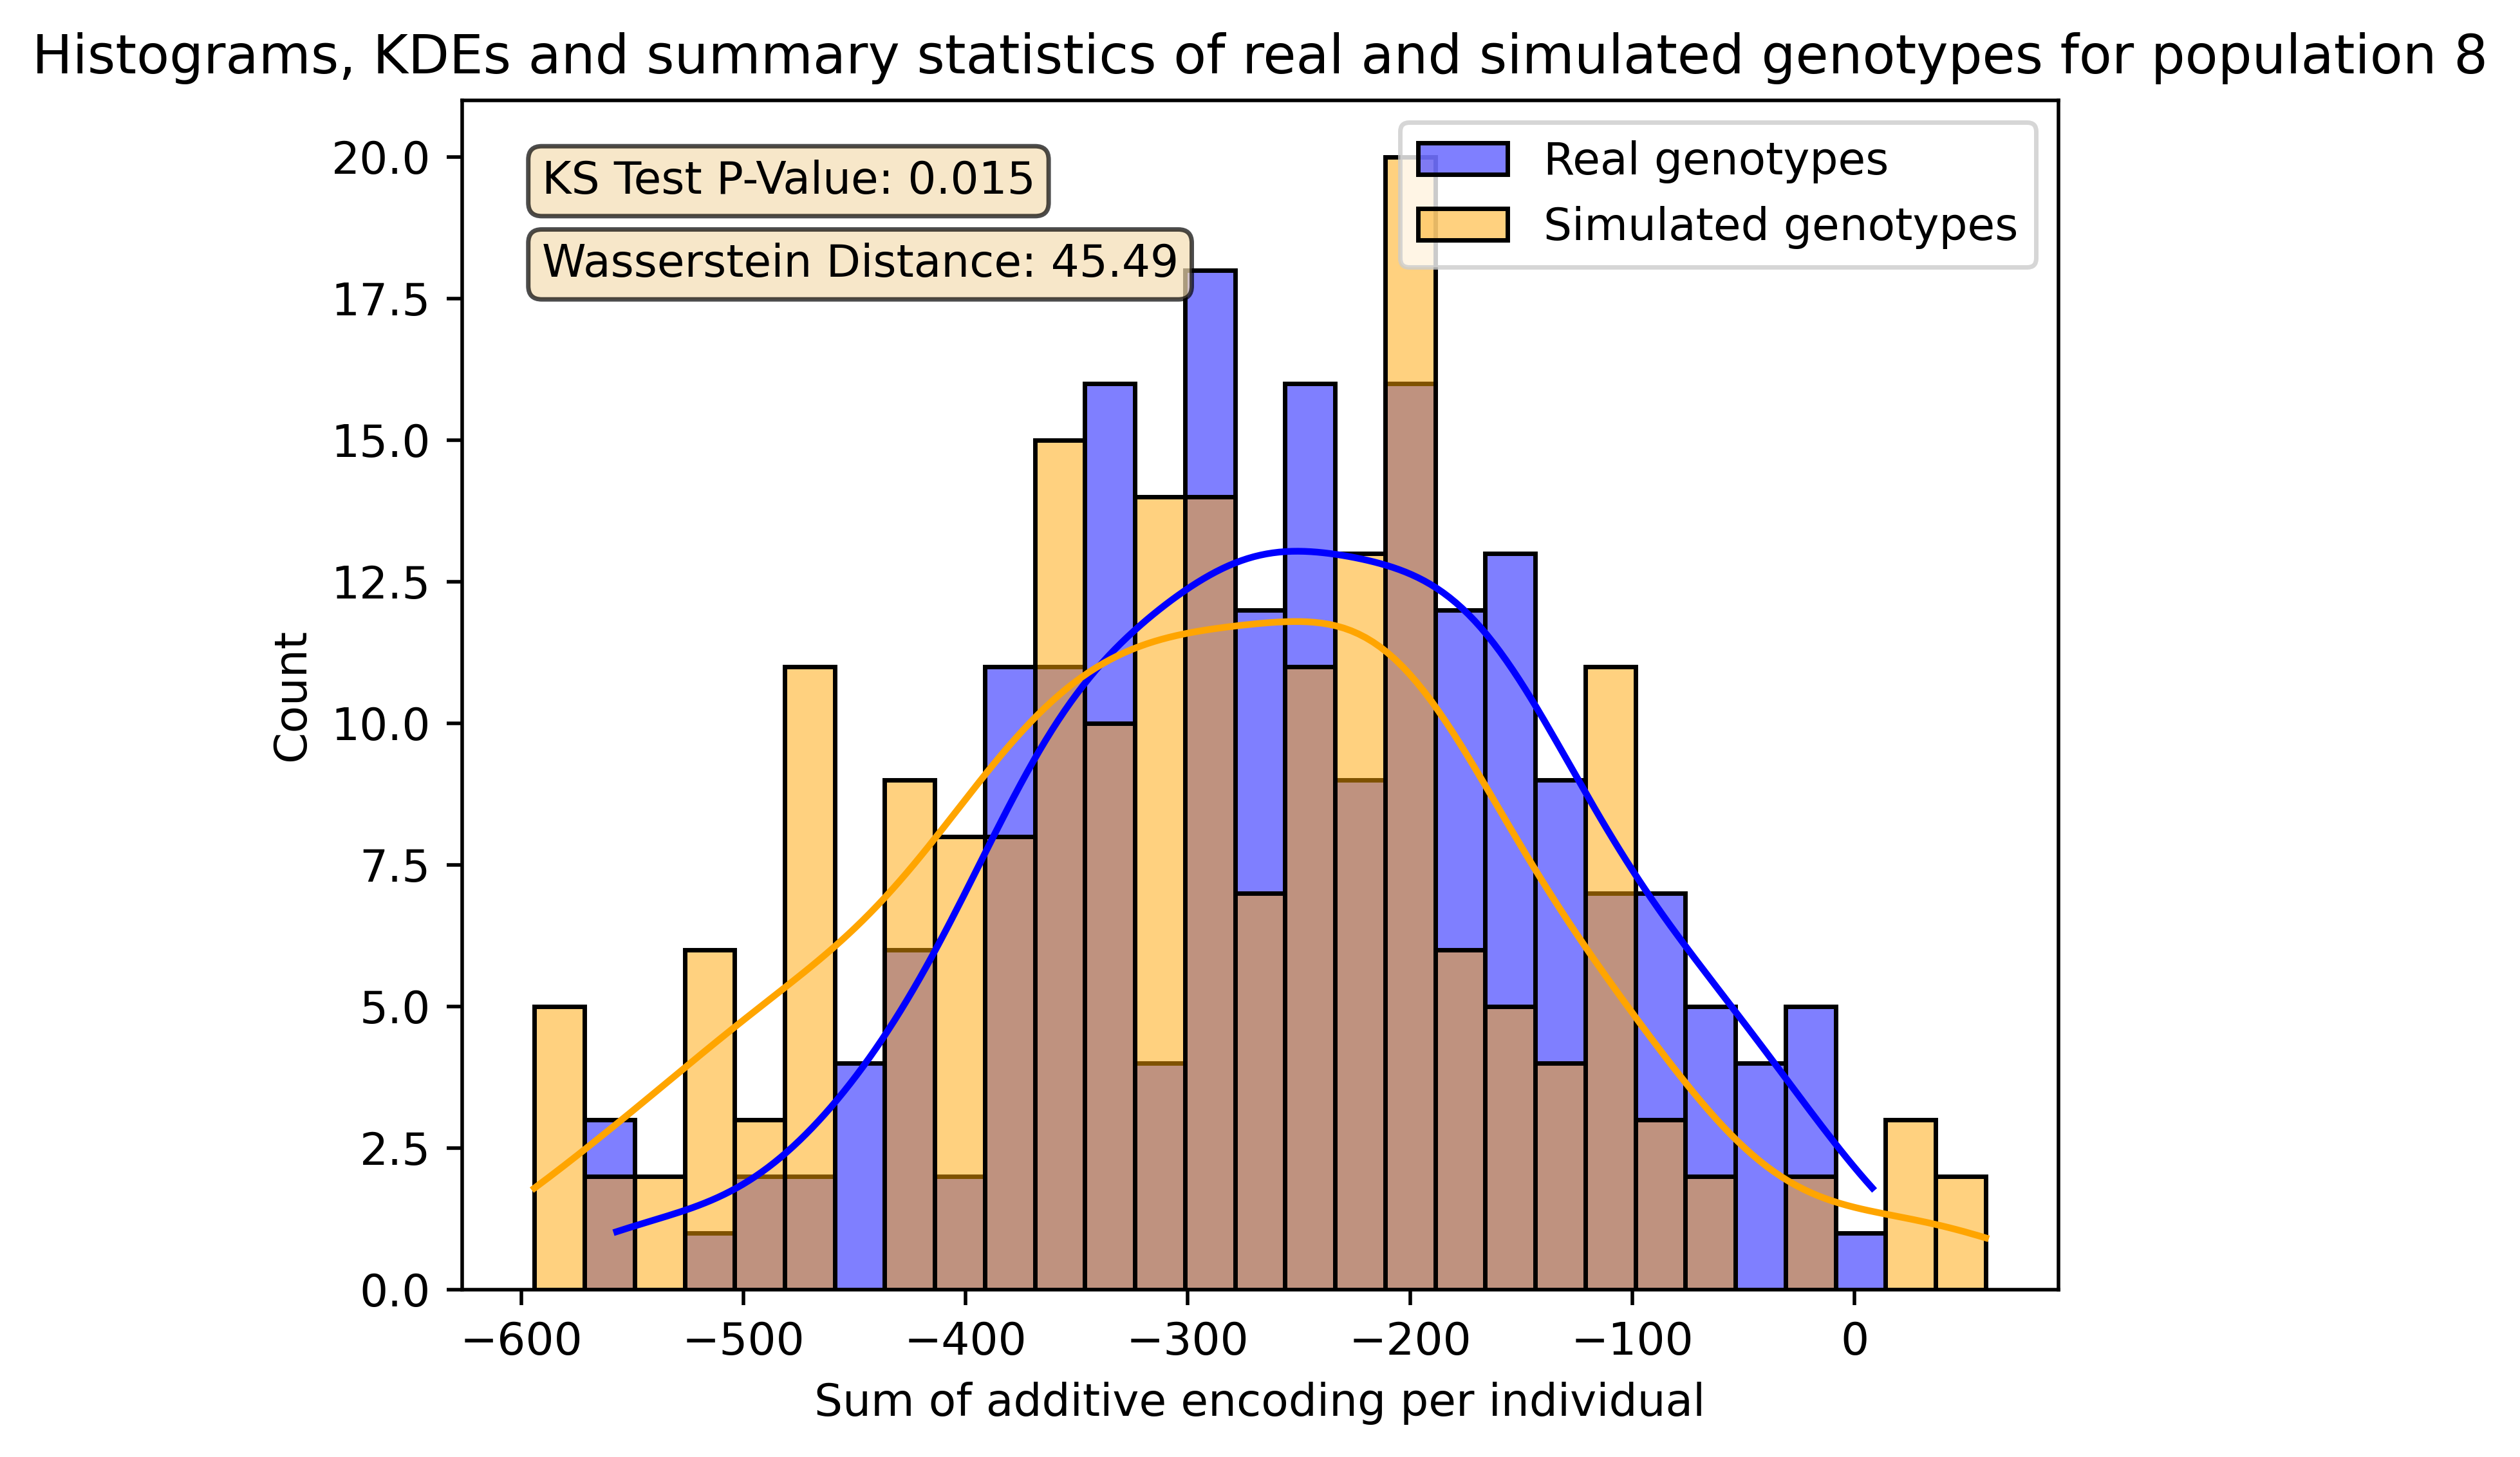 Histograms, KDEs and summary statistics of real and simulated genotypes for population 8
KS Test P-Value: 0.015
Wasserstein Distance: 45.49
Real genotypes
Simulated genotypes
20.0
17.5
15.0
12.5
10.0
7.5
5.0
2.5
0.0
Count
−600 −500 −400 −300 −200 −100 0
Sum of additive encoding per individual